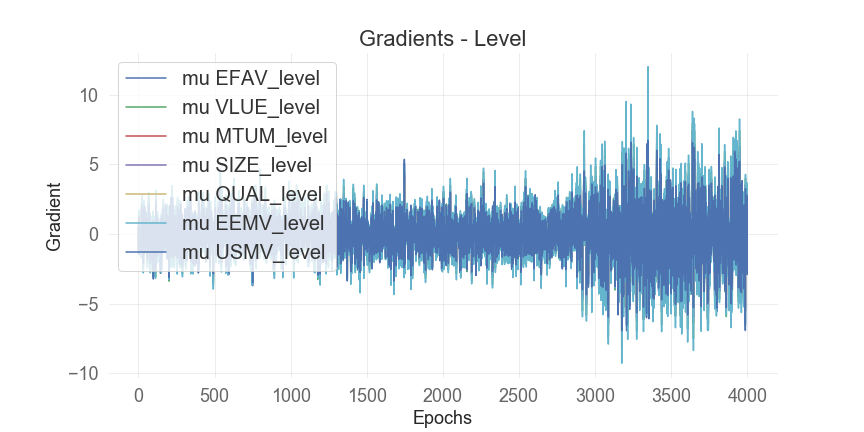 Gradients - Level
mu EFAV_level
mu VLUE_level
mu MTUM_level
mu SIZE_level
mu QUAL_level
mu EEMV_level
mu USMV_level
Gradient
10
5
0
−5
−10
0 500 1000 1500 2000 2500 3000 3500 4000
Epochs